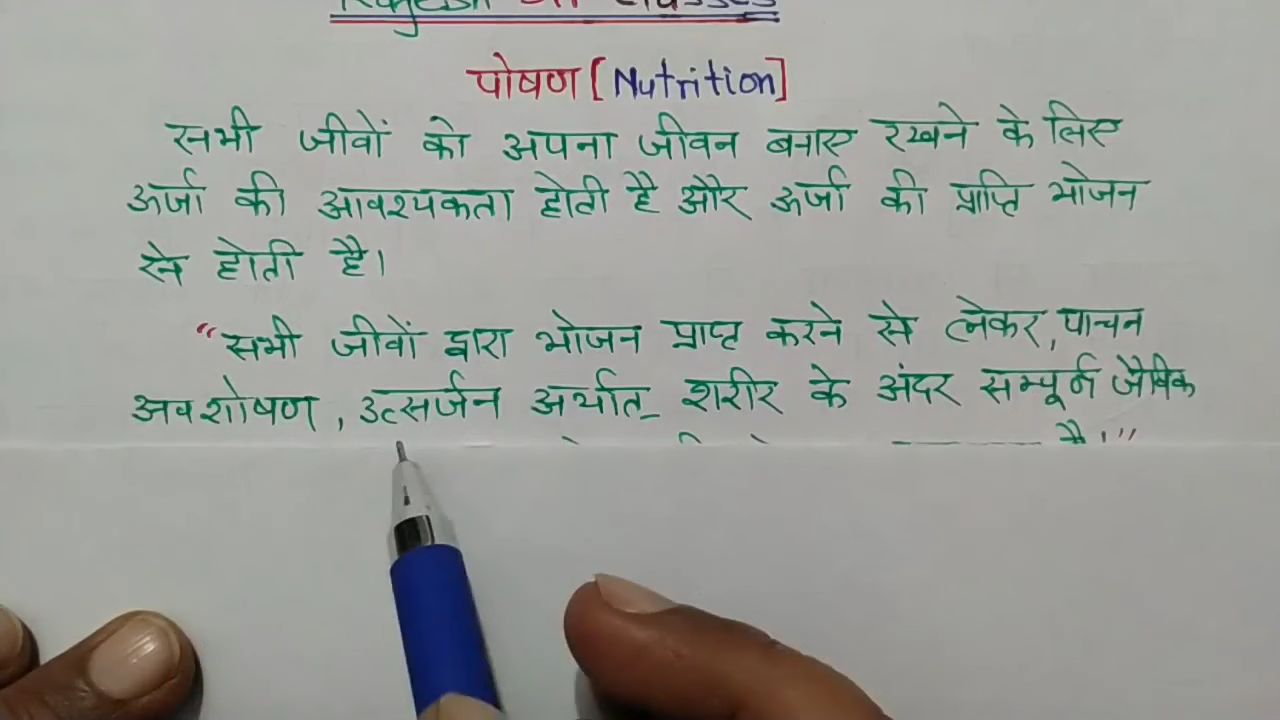 पोषण [Nutrition]
सभी जीवों को अपना जीवन बनाए रखने के लिए
ऊर्जा की आवश्यकता होती है और ऊर्जा की प्राप्ति भोजन
से होती है।
“सभी जीवों द्वारा भोजन प्राप्त करने से लेकर, पाचन
अवशोषण, उत्सर्जन अर्थात् शरीर के अंदर सम्पूर्ण जैविक